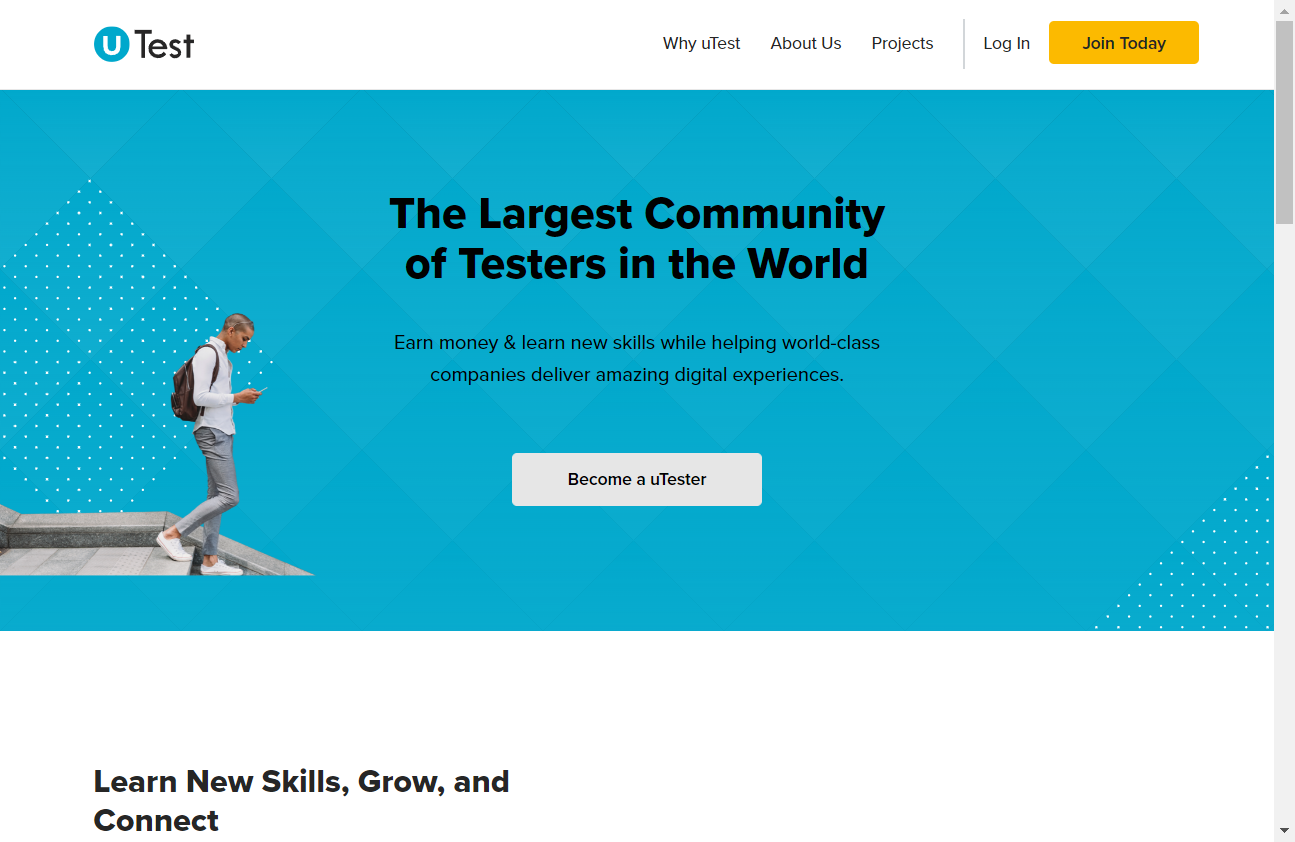 uTest
Why uTest
About Us
Projects
Log In
Join Today
The Largest Community
of Testers in the World
Earn money & learn new skills while helping world-class
companies deliver amazing digital experiences.
Become a uTester
Learn New Skills, Grow, and
Connect